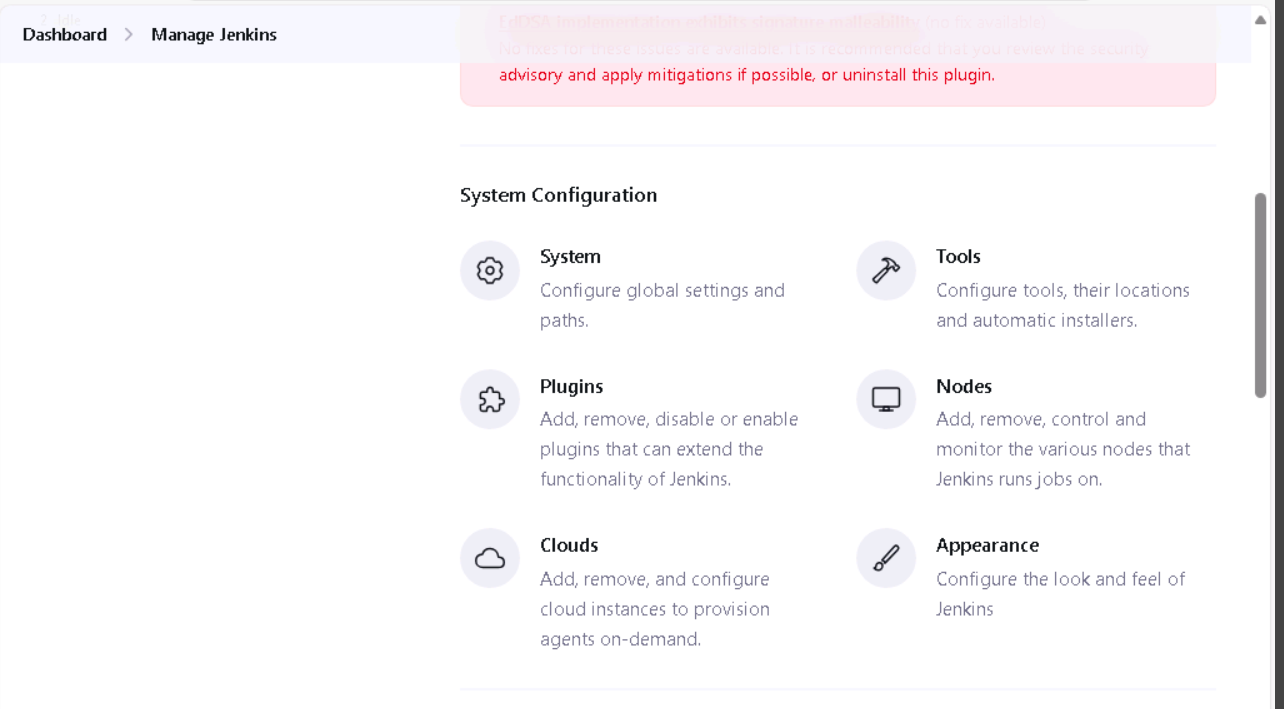 2 Idle
Dashboard > Manage Jenkins
EdDSA implementation exhibits signature malleability (no fix available)
No fixes for these issues are available. It is recommended that you review the security
advisory and apply mitigations if possible, or uninstall this plugin.
System Configuration
System
Configure global settings and
paths.
Tools
Configure tools, their locations
and automatic installers.
Plugins
Add, remove, disable or enable
plugins that can extend the
functionality of Jenkins.
Nodes
Add, remove, control and
monitor the various nodes that
Jenkins runs jobs on.
Clouds
Add, remove, and configure
cloud instances to provision
agents on-demand.
Appearance
Configure the look and feel of
Jenkins